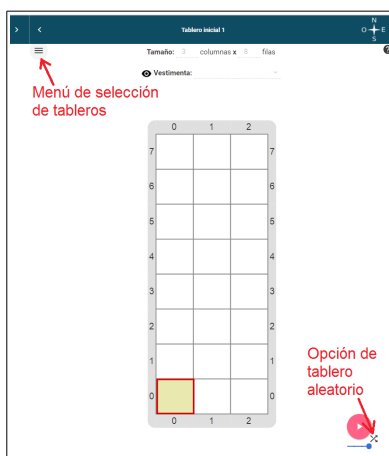 > < Tablero inicial 1 N
O E
S
Tamaño: 3 columnas x 8 filas
Vestimenta:
Menú de selección
de tableros
0 1 2
7 7
6 6
5 5
4 4
3 3
2 2
1 1
0 0
0 1 2
Opción de
tablero
aleatorio